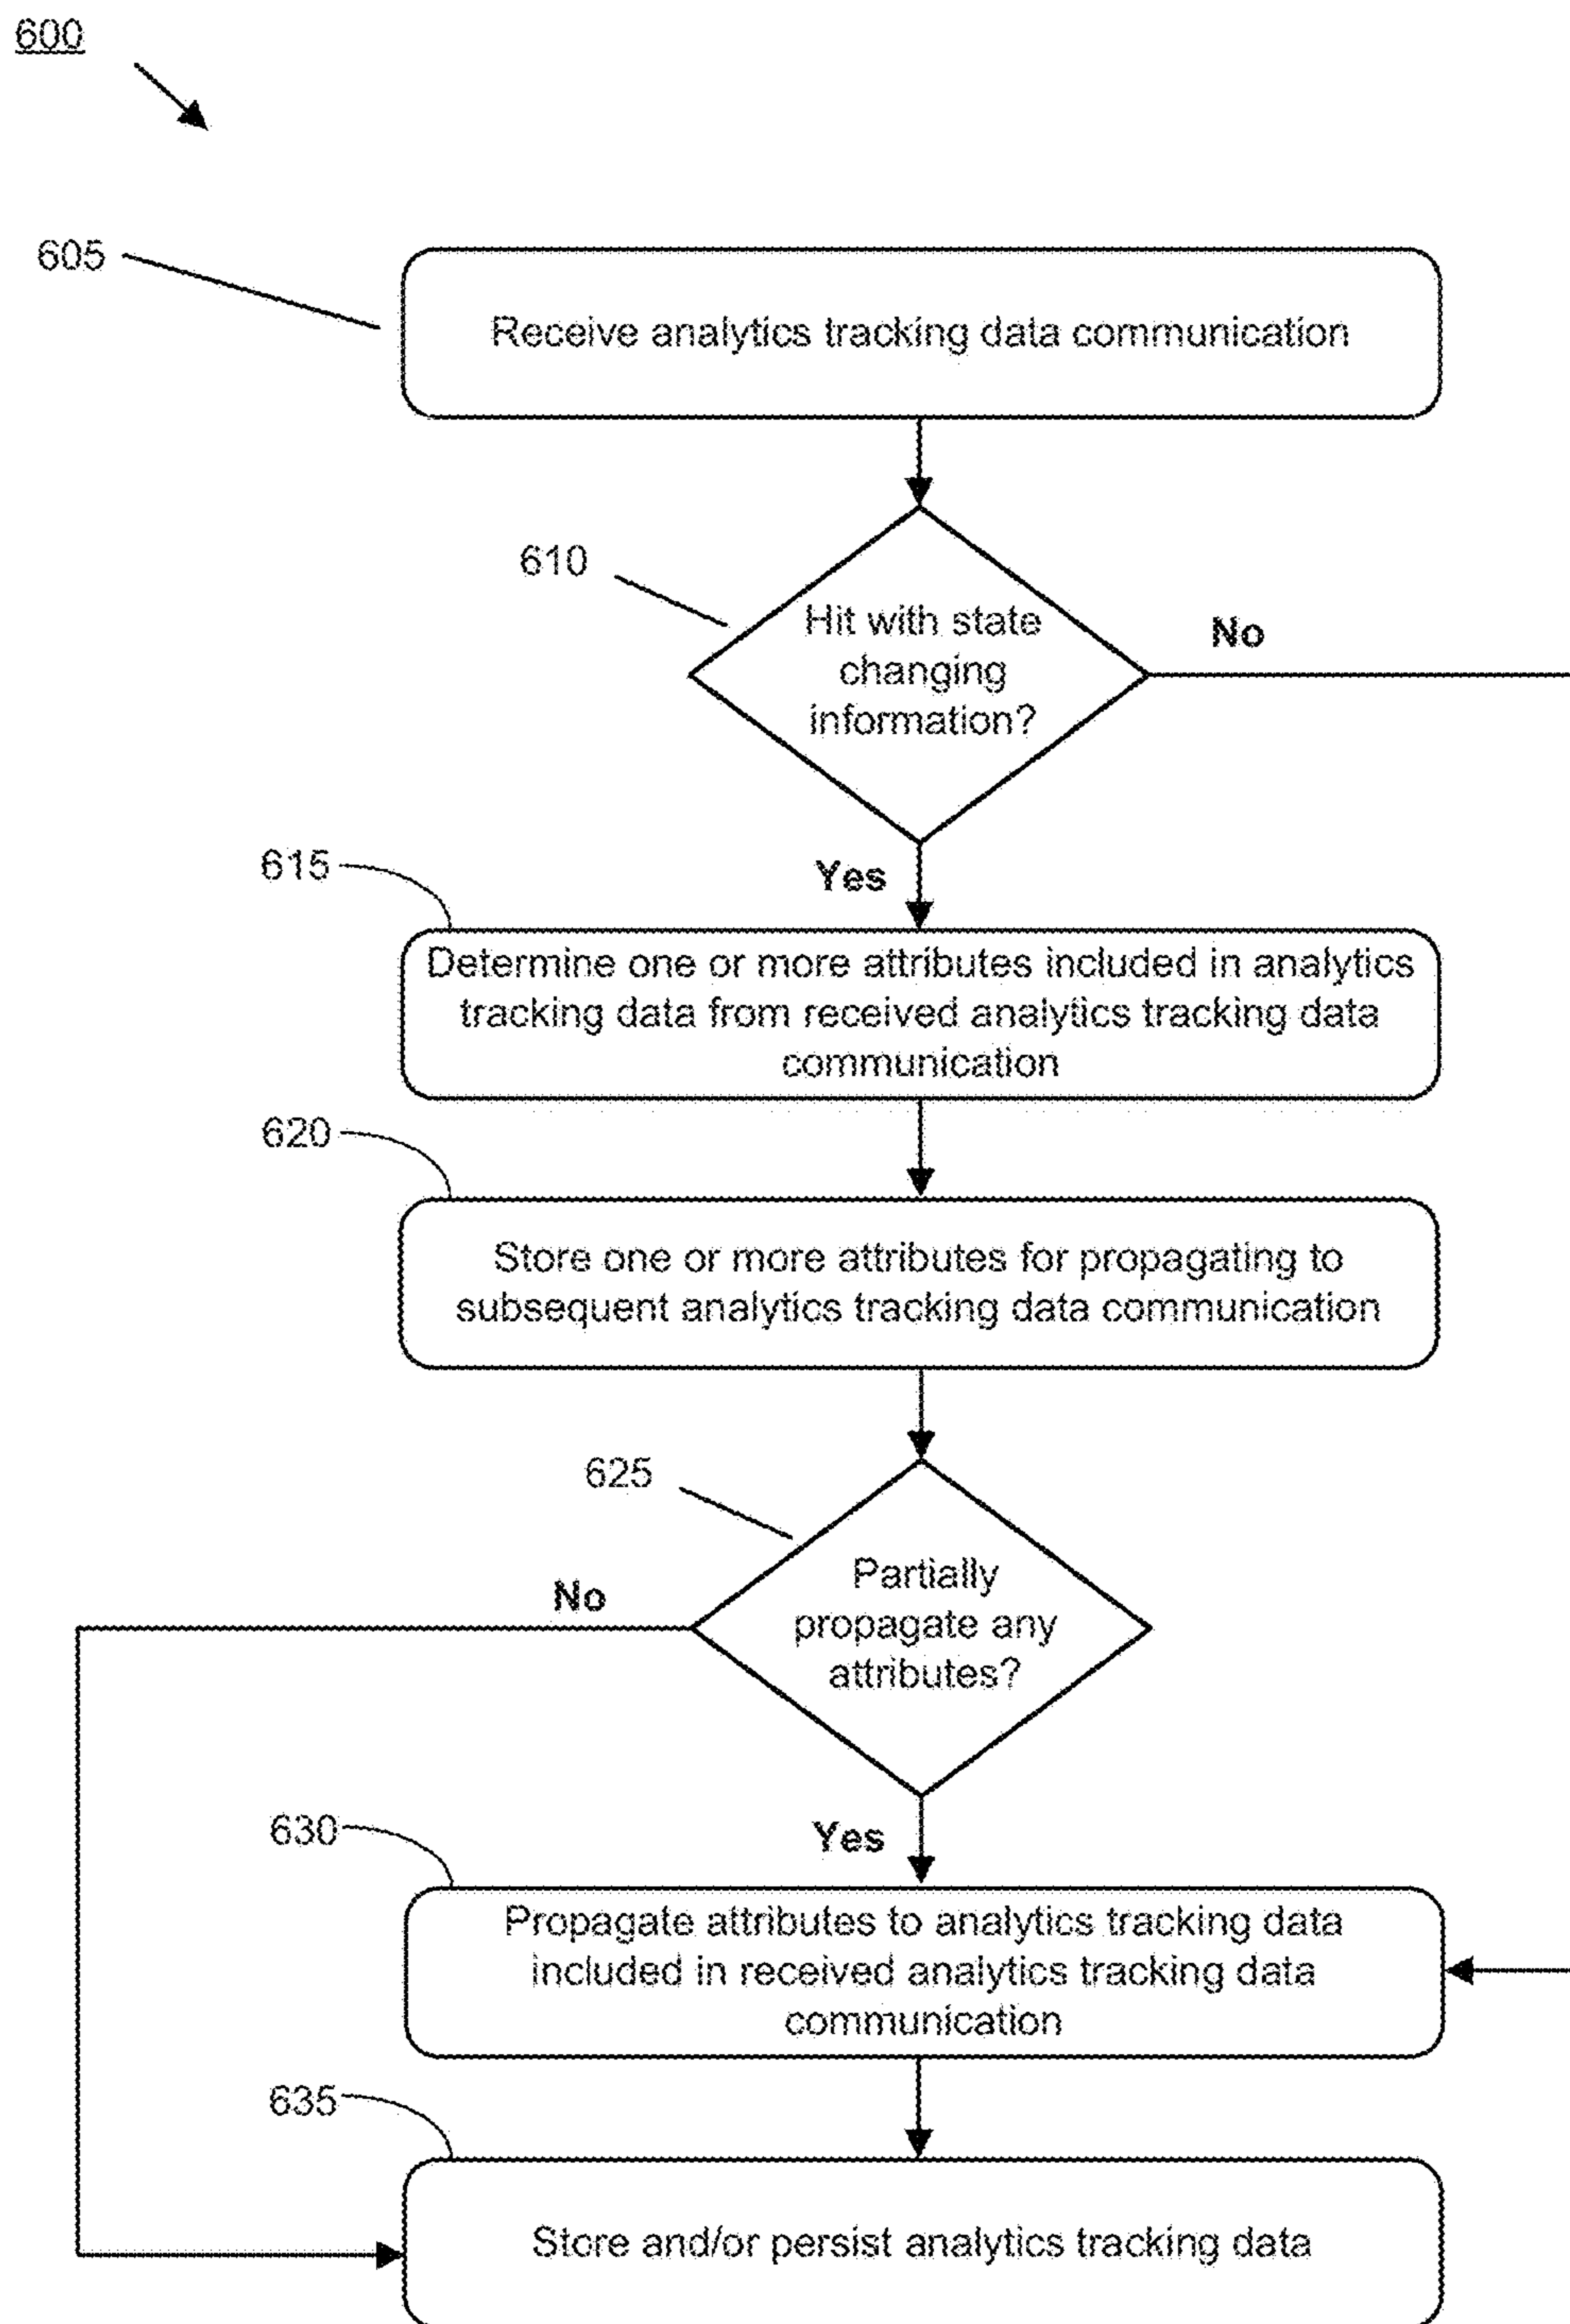 600
605
Receive analytics tracking data communication
610
Hit with state
changing
information?
No
Yes
615
Determine one or more attributes included in analytics
tracking data from received analytics tracking data
communication
620
Store one or more attributes for propagating to
subsequent analytics tracking data communication
625
Partially
propagate any
attributes?
No
Yes
630
Propagate attributes to analytics tracking data
included in received analytics tracking data
communication
635
Store and/or persist analytics tracking data